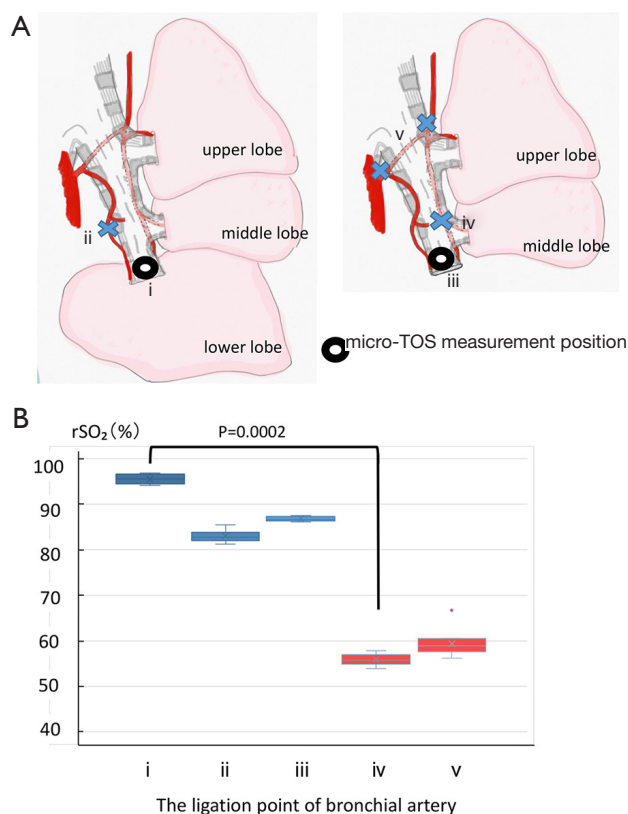 A
upper lobe
middle lobe
lower lobe
i
ii
upper lobe
middle lobe
iii
iv
v
micro-TOS measurement position
B
rSO₂(%)
P=0.0002
100
90
80
70
60
50
40
i ii iii iv v
The ligation point of bronchial artery